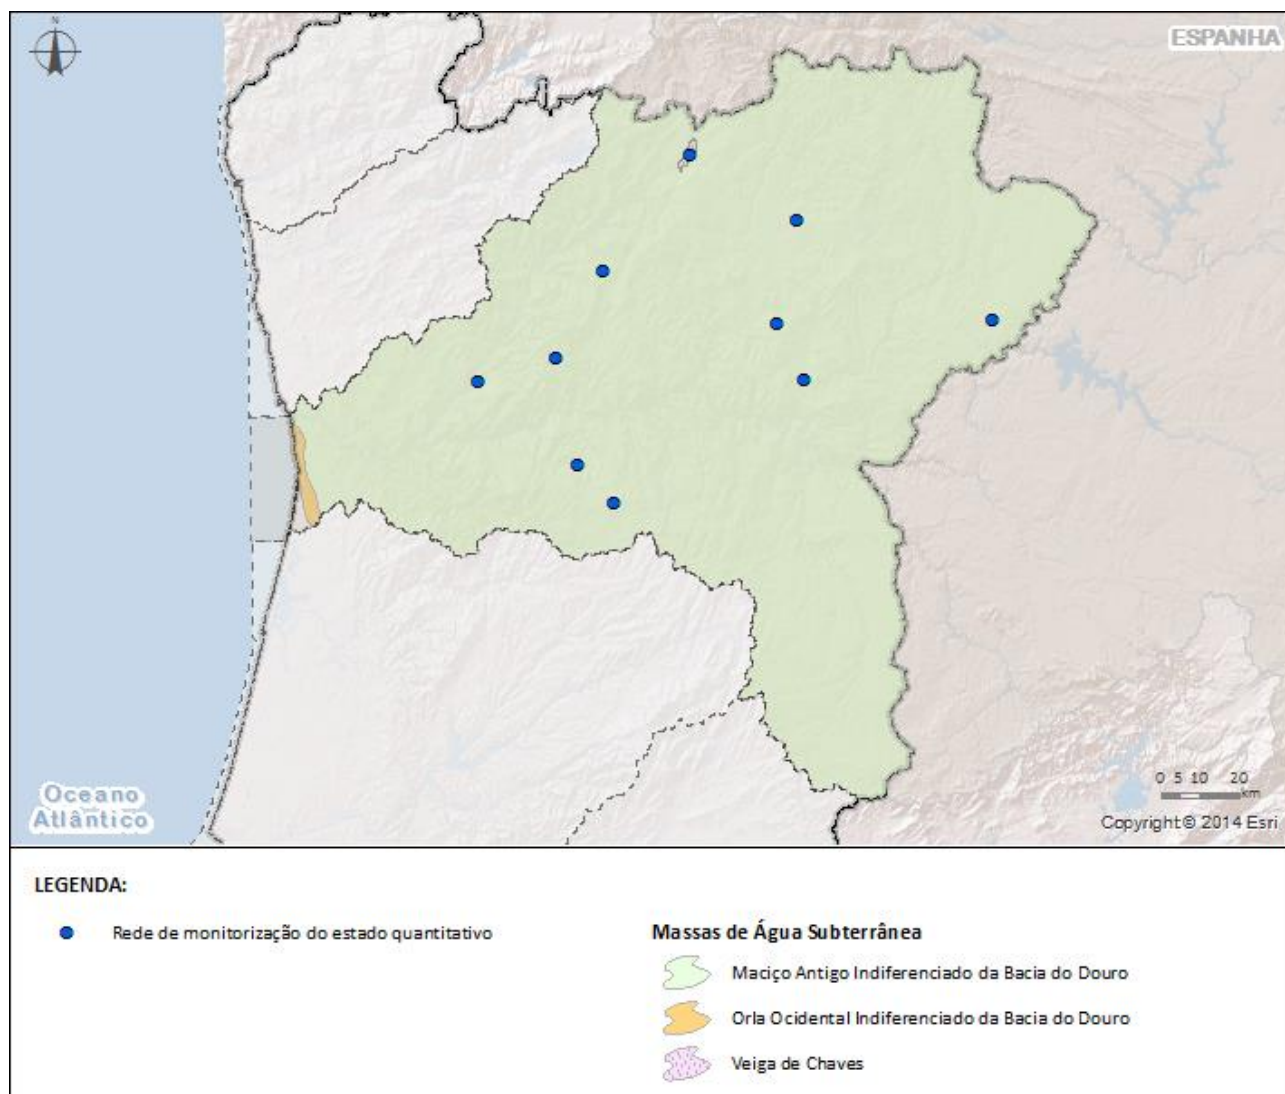 N
ESPANHA
Oceano
Atlântico
0 5 10 20
km
Copyright© 2014 Esri
LEGENDA:
Rede de monitorização do estado quantitativo
Massas de Água Subterrânea
Maciço Antigo Indiferenciado da Bacia do Douro
Orla Ocidental Indiferenciado da Bacia do Douro
Veiga de Chaves